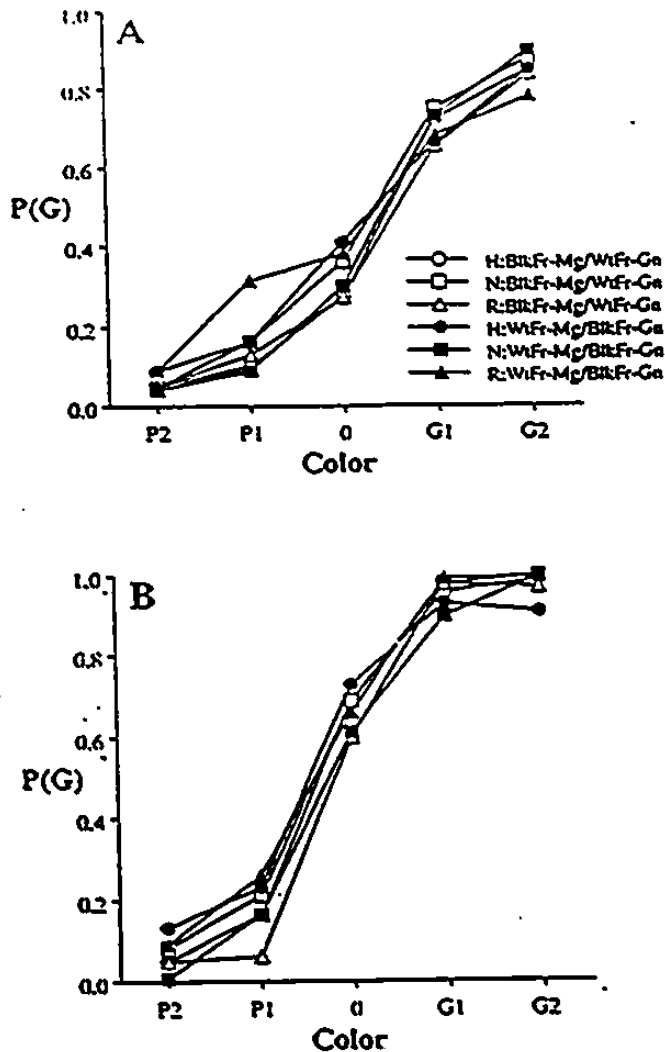 A
1.0
0.8
0.6
P(G)
0.4
0.2
0.0
H:BlkFr-Mg/WtFr-Gn
N:BlkFr-Mg/WtFr-Gn
R:BlkFr-Mg/WtFr-Gn
H:WtFr-Mg/BlkFr-Gn
N:WtFr-Mg/BlkFr-Gn
R:WtFr-Mg/BlkFr-Gn
P2 P1 0 G1 G2
Color
B
1.0
0.8
0.6
P(G)
0.4
0.2
0.0
P2 P1 0 G1 G2
Color